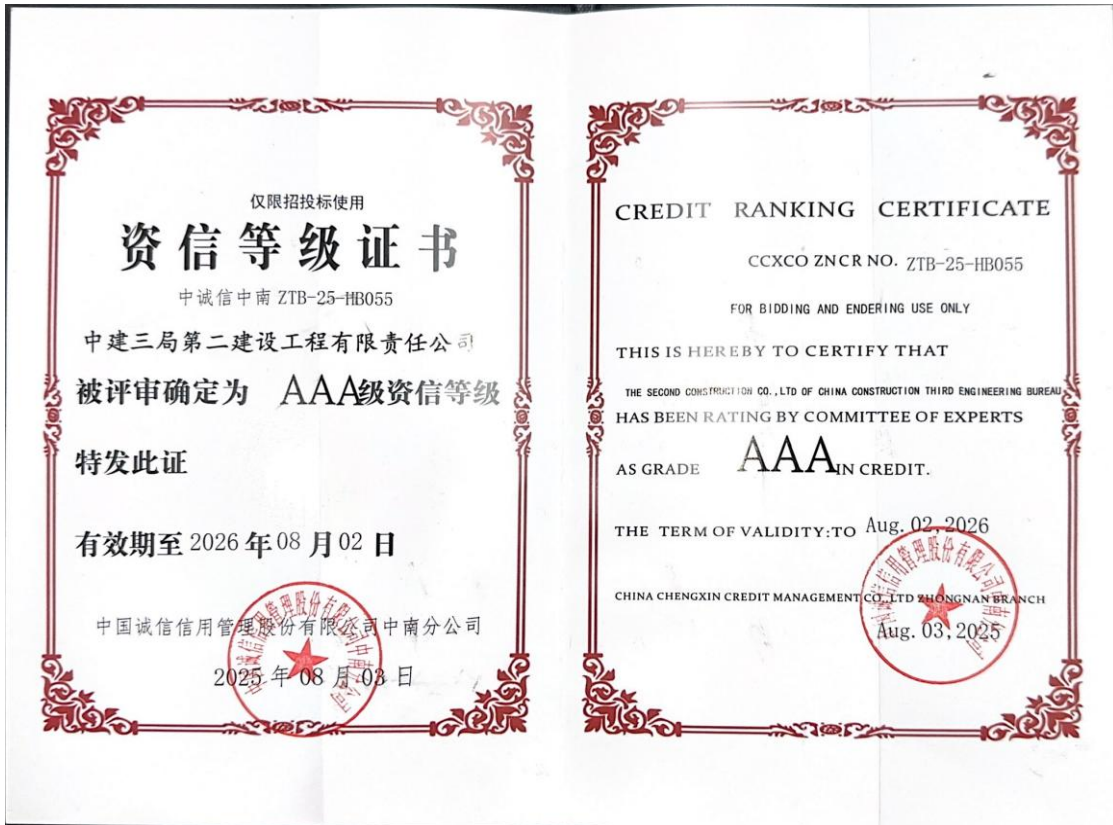 仅限招投标使用
资信等级证书
中诚信中南 ZTB-25-HB055
中建三局第二建设工程有限责任公司
被评审确定为 AAA级资信等级
特发此证
有效期至 2026 年 08 月 02 日
中国诚信信用管理股份有限公司中南分公司
2025 年 08 月 03 日
CREDIT RANKING CERTIFICATE
CCXCO ZNCR NO. ZTB-25-HB055
FOR BIDDING AND ENDERING USE ONLY
THIS IS HEREBY TO CERTIFY THAT
THE SECOND CONSTRUCTION CO.,LTD OF CHINA CONSTRUCTION THIRD ENGINEERING BUREAU
HAS BEEN RATING BY COMMITTEE OF EXPERTS
AS GRADE AAA IN CREDIT.
THE TERM OF VALIDITY:TO Aug. 02, 2026
CHINA CHENGXIN CREDIT MANAGEMENT CO., LTD ZHONGNAN BRANCH
Aug. 03, 2025